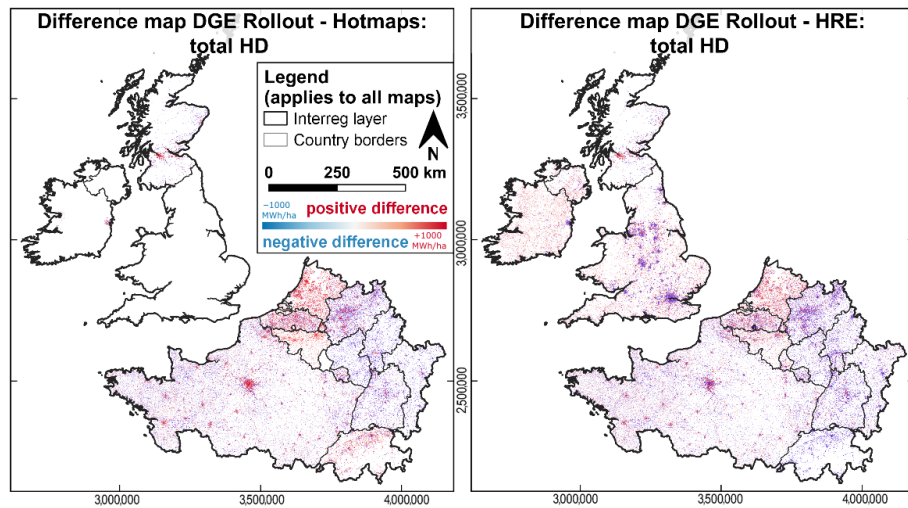 Difference map DGE Rollout - Hotmaps:
total HD
Legend
(applies to all maps)
Interreg layer
Country borders
N
0 250 500 km
−1000
MWh/ha
positive difference
negative difference
+1000
MWh/ha
3,500,000
3,000,000
2,500,000
3,000,000 3,500,000 4,000,000
Difference map DGE Rollout - HRE:
total HD
3,500,000
3,000,000
2,500,000
3,000,000 3,500,000 4,000,000